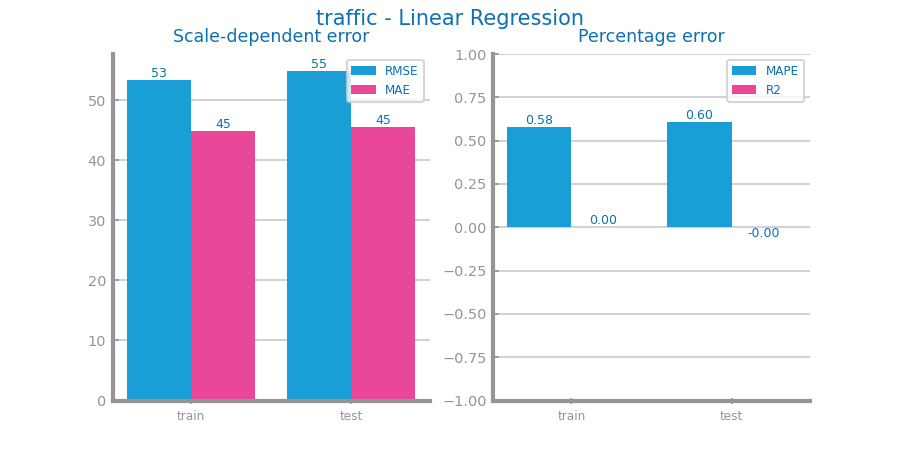 traffic - Linear Regression
Scale-dependent error
53
55
45
45
RMSE
MAE
50
40
30
20
10
0
train
test
Percentage error
1.00
0.75
0.50
0.25
0.00
−0.25
−0.50
−0.75
−1.00
0.58
0.60
0.00
-0.00
MAPE
R2
train
test